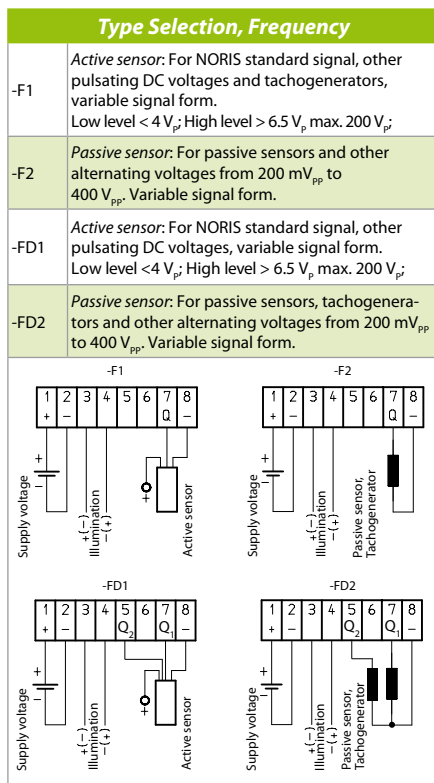 Type Selection, Frequency
-F1
Active sensor: For NORIS standard signal, other
pulsating DC voltages and tachogenerators,
variable signal form.
Low level < 4 Vₚ; High level > 6.5 Vₚ max. 200 Vₚ;
-F2
Passive sensor: For passive sensors and other
alternating voltages from 200 mVₚₚ to
400 Vₚₚ. Variable signal form.
-FD1
Active sensor: For NORIS standard signal, other
pulsating DC voltages, variable signal form.
Low level <4 Vₚ; High level > 6.5 Vₚ max. 200 Vₚ;
-FD2
Passive sensor: For passive sensors, tachogenera-
tors and other alternating voltages from 200 mVₚₚ
to 400 Vₚₚ. Variable signal form.
-F1
1 2 3 4 5 6 7 8
+ − Q −
+
−
Supply voltage
+(−)
−(+)
Illumination
+
Active sensor
-F2
1 2 3 4 5 6 7 8
+ − Q −
+
−
Supply voltage
+(−)
−(+)
Illumination
Passive sensor,
Tachogenerator
-FD1
1 2 3 4 5 6 7 8
+ − Q₂ Q₁ −
+
−
Supply voltage
+(−)
−(+)
Illumination
+
Active sensor
-FD2
1 2 3 4 5 6 7 8
+ − Q₂ Q₁ −
+
−
Supply voltage
+(−)
−(+)
Illumination
Passive sensor,
Tachogenerator